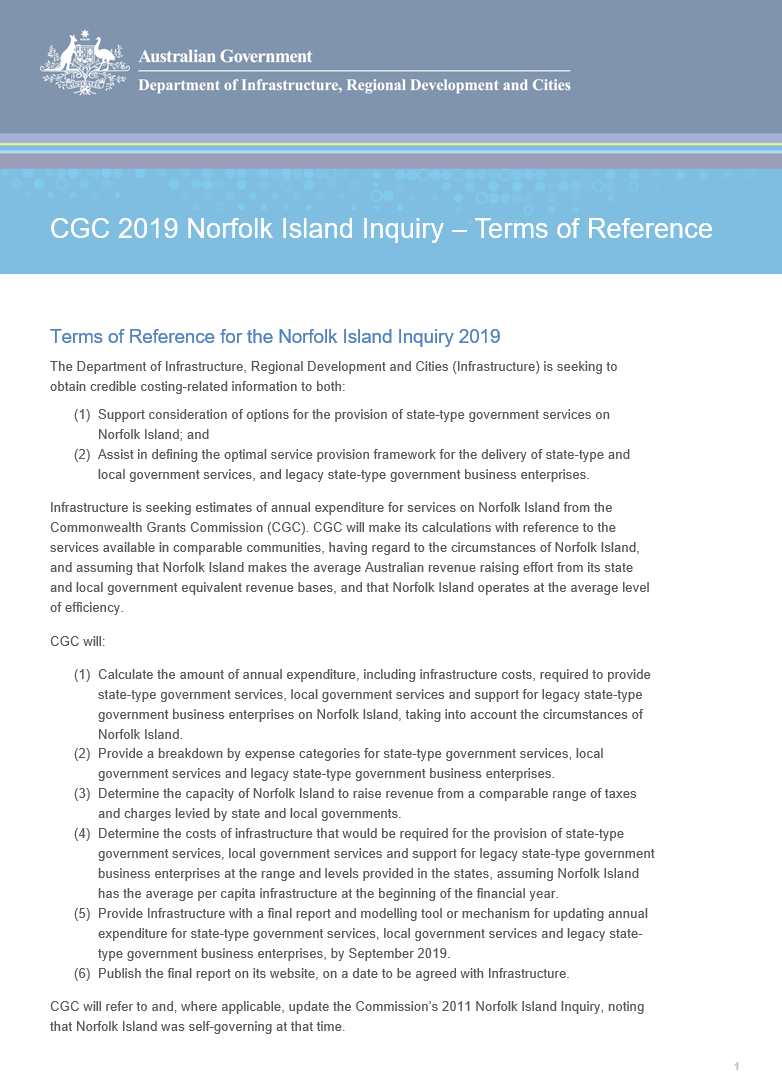 Australian Government
Department of Infrastructure, Regional Development and Cities
CGC 2019 Norfolk Island Inquiry – Terms of Reference
Terms of Reference for the Norfolk Island Inquiry 2019
The Department of Infrastructure, Regional Development and Cities (Infrastructure) is seeking to
obtain credible costing-related information to both:
(1) Support consideration of options for the provision of state-type government services on
Norfolk Island; and
(2) Assist in defining the optimal service provision framework for the delivery of state-type and
local government services, and legacy state-type government business enterprises.
Infrastructure is seeking estimates of annual expenditure for services on Norfolk Island from the
Commonwealth Grants Commission (CGC). CGC will make its calculations with reference to the
services available in comparable communities, having regard to the circumstances of Norfolk Island,
and assuming that Norfolk Island makes the average Australian revenue raising effort from its state
and local government equivalent revenue bases, and that Norfolk Island operates at the average level
of efficiency.
CGC will:
(1) Calculate the amount of annual expenditure, including infrastructure costs, required to provide
state-type government services, local government services and support for legacy state-type
government business enterprises on Norfolk Island, taking into account the circumstances of
Norfolk Island.
(2) Provide a breakdown by expense categories for state-type government services, local
government services and legacy state-type government business enterprises.
(3) Determine the capacity of Norfolk Island to raise revenue from a comparable range of taxes
and charges levied by state and local governments.
(4) Determine the costs of infrastructure that would be required for the provision of state-type
government services, local government services and support for legacy state-type government
business enterprises at the range and levels provided in the states, assuming Norfolk Island
has the average per capita infrastructure at the beginning of the financial year.
(5) Provide Infrastructure with a final report and modelling tool or mechanism for updating annual
expenditure for state-type government services, local government services and legacy state-
type government business enterprises, by September 2019.
(6) Publish the final report on its website, on a date to be agreed with Infrastructure.
CGC will refer to and, where applicable, update the Commission's 2011 Norfolk Island Inquiry, noting
that Norfolk Island was self-governing at that time.
1